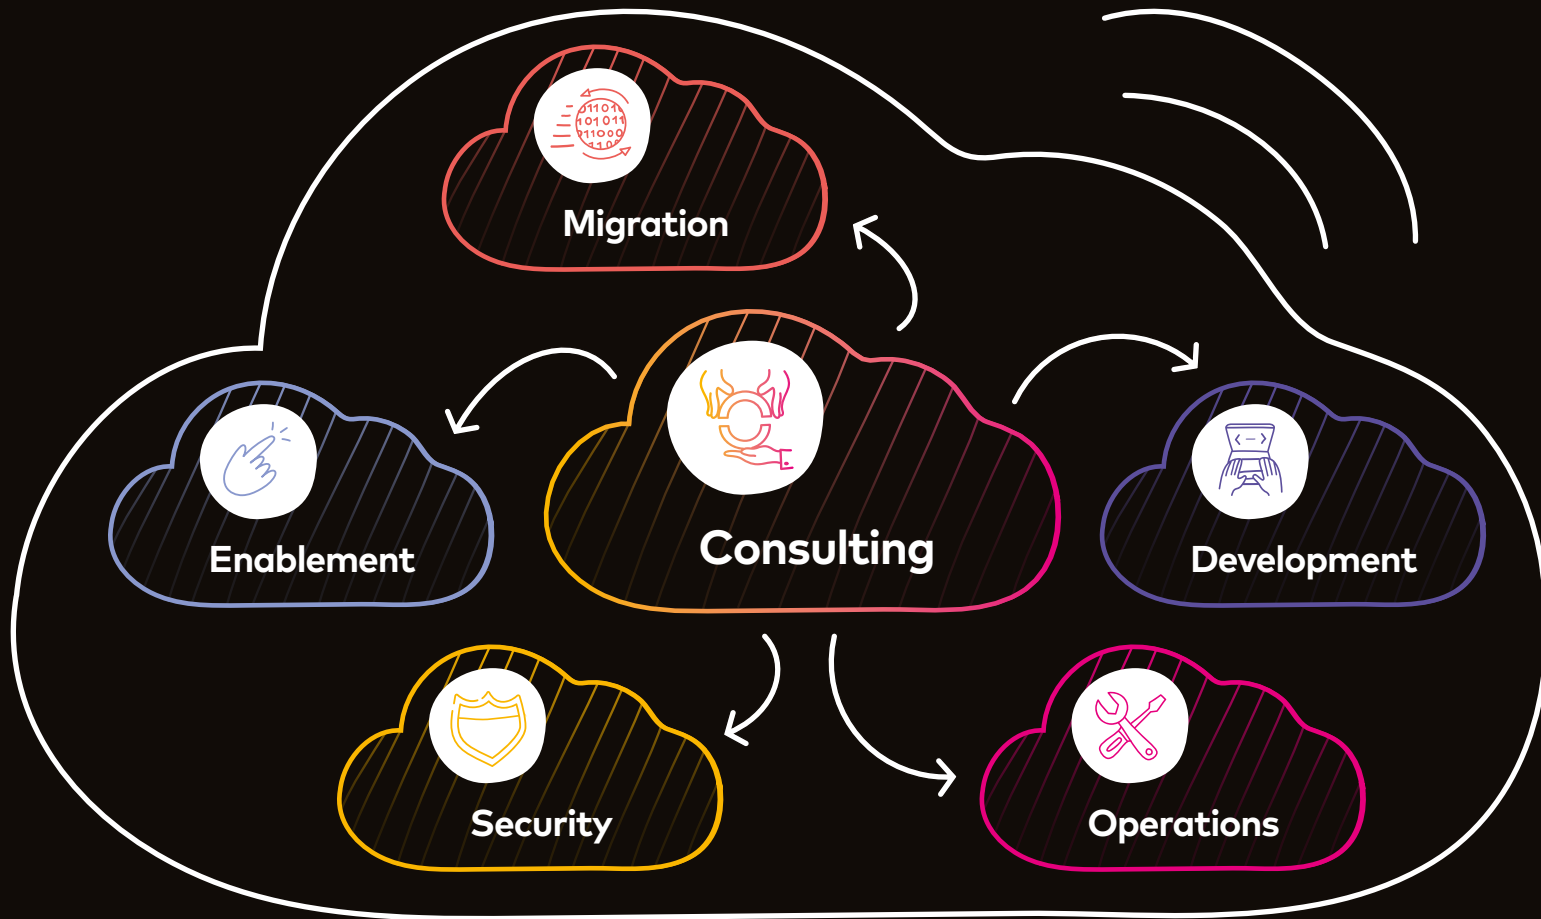 Migration
Consulting
Enablement
Development
Security
Operations